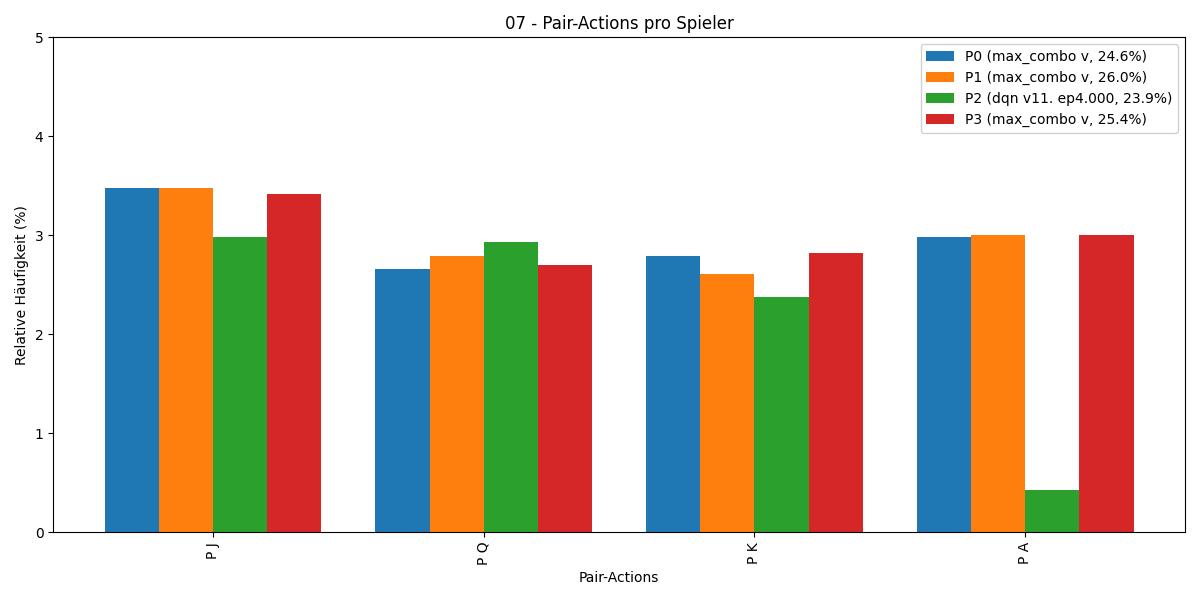 07 - Pair-Actions pro Spieler
P0 (max_combo v, 24.6%)
P1 (max_combo v, 26.0%)
P2 (dqn v11. ep4.000, 23.9%)
P3 (max_combo v, 25.4%)
Relative Häufigkeit (%)
5
4
3
2
1
0
P J
P Q
P K
P A
Pair-Actions